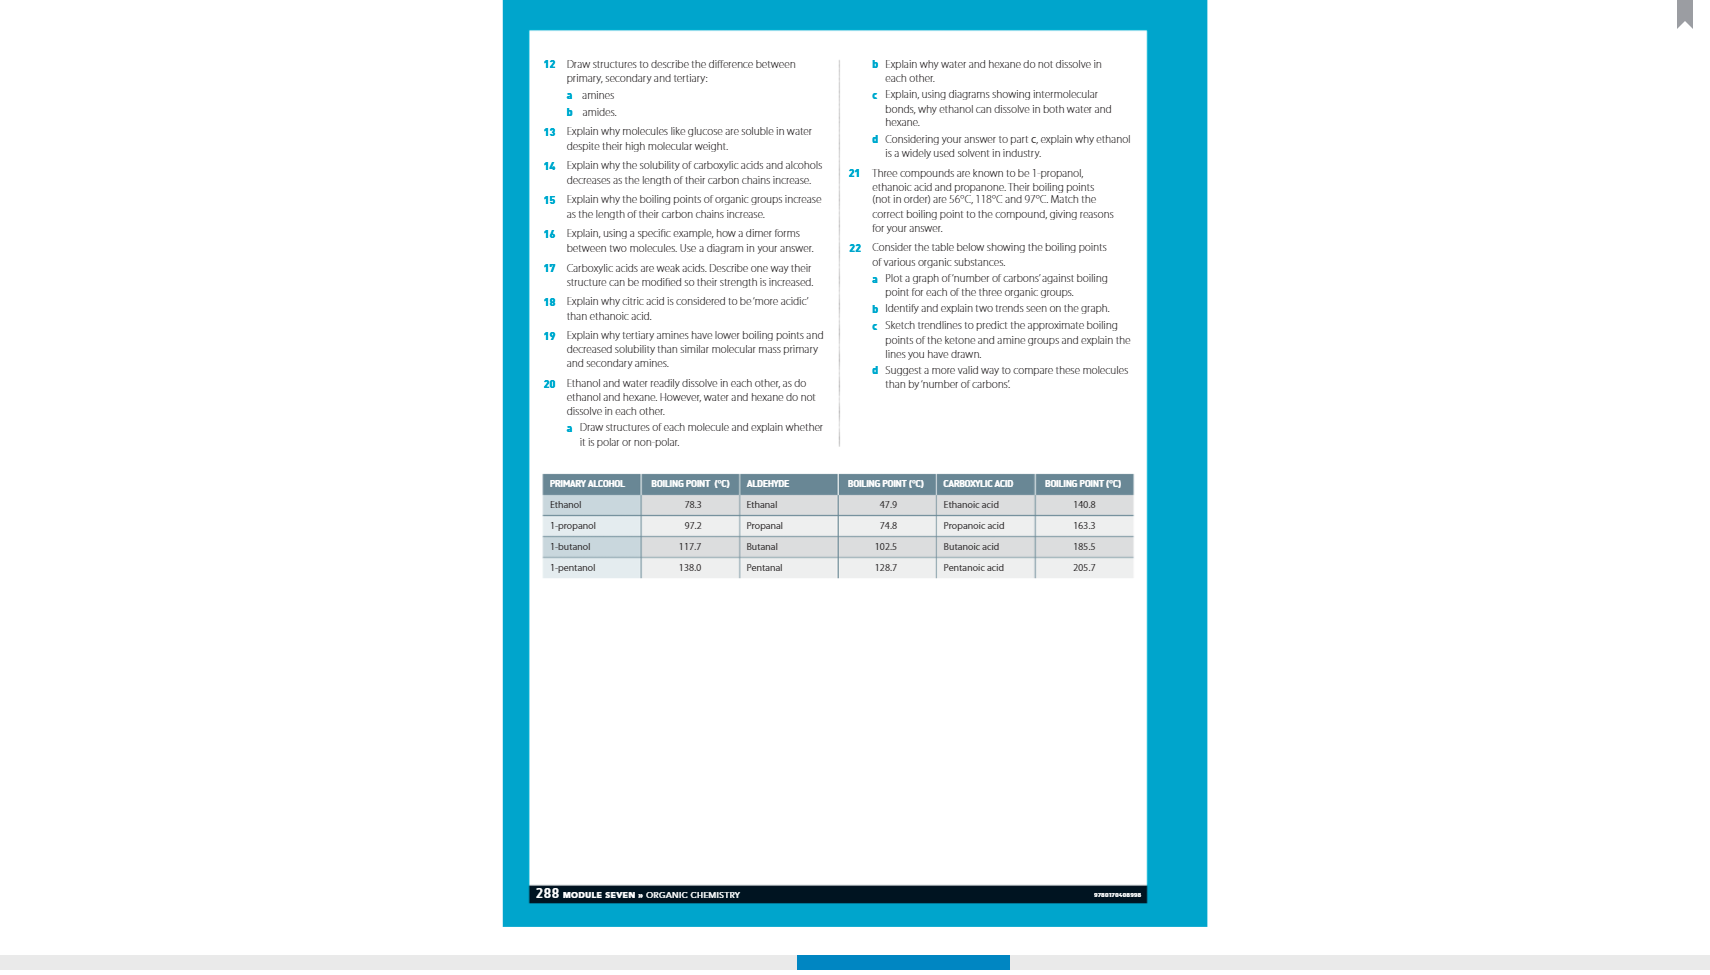 12 Draw structures to describe the difference between
primary, secondary and tertiary:
a amines
b amides.
13 Explain why molecules like glucose are soluble in water
despite their high molecular weight.
14 Explain why the solubility of carboxylic acids and alcohols
decreases as the length of their carbon chains increase.
15 Explain why the boiling points of organic groups increase
as the length of their carbon chains increase.
16 Explain, using a specific example, how a dimer forms
between two molecules. Use a diagram in your answer.
17 Carboxylic acids are weak acids. Describe one way their
structure can be modified so their strength is increased.
18 Explain why citric acid is considered to be 'more acidic'
than ethanoic acid.
19 Explain why tertiary amines have lower boiling points and
decreased solubility than similar molecular mass primary
and secondary amines.
20 Ethanol and water readily dissolve in each other, as do
ethanol and hexane. However, water and hexane do not
dissolve in each other.
a Draw structures of each molecule and explain whether
it is polar or non-polar.
b Explain why water and hexane do not dissolve in
each other.
c Explain, using diagrams showing intermolecular
bonds, why ethanol can dissolve in both water and
hexane.
d Considering your answer to part c, explain why ethanol
is a widely used solvent in industry.
21 Three compounds are known to be 1-propanol,
ethanoic acid and propanone. Their boiling points
(not in order) are 56°C, 118°C and 97°C. Match the
correct boiling point to the compound, giving reasons
for your answer.
22 Consider the table below showing the boiling points
of various organic substances.
a Plot a graph of 'number of carbons' against boiling
point for each of the three organic groups.
b Identify and explain two trends seen on the graph.
c Sketch trendlines to predict the approximate boiling
points of the ketone and amine groups and explain the
lines you have drawn.
d Suggest a more valid way to compare these molecules
than by 'number of carbons'.
PRIMARY ALCOHOL BOILING POINT (°C) ALDEHYDE BOILING POINT (°C) CARBOXYLIC ACID BOILING POINT (°C)
Ethanol 78.3 Ethanal 47.9 Ethanoic acid 140.8
1-propanol 97.2 Propanal 74.8 Propanoic acid 163.3
1-butanol 117.7 Butanal 102.5 Butanoic acid 185.5
1-pentanol 138.0 Pentanal 128.7 Pentanoic acid 205.7
288 MODULE SEVEN » ORGANIC CHEMISTRY
9780170408998